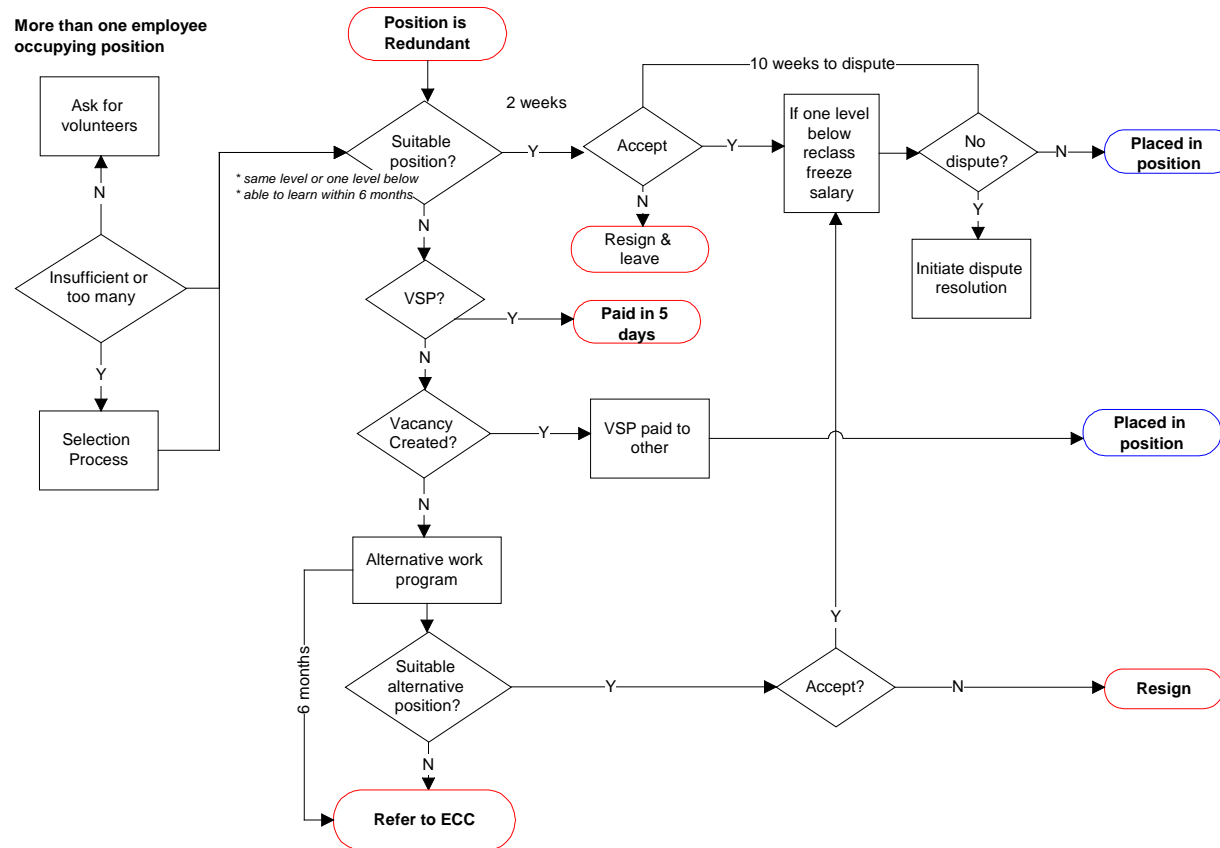 More than one employee
occupying position
Position is
Redundant
Ask for
volunteers
2 weeks
10 weeks to dispute
Suitable
position?
* same level or one level below
* able to learn within 6 months
Y
Accept
Y
If one level
below
reclass
freeze
salary
No
dispute?
N
Placed in
position
N
N
N
Y
Resign &
leave
Initiate dispute
resolution
Insufficient or
too many
VSP?
Y
Paid in 5
days
Y
N
Selection
Process
Vacancy
Created?
Y
VSP paid to
other
Placed in
position
N
Alternative work
program
6 months
Y
Suitable
alternative
position?
Y
Accept?
N
Resign
N
Refer to ECC